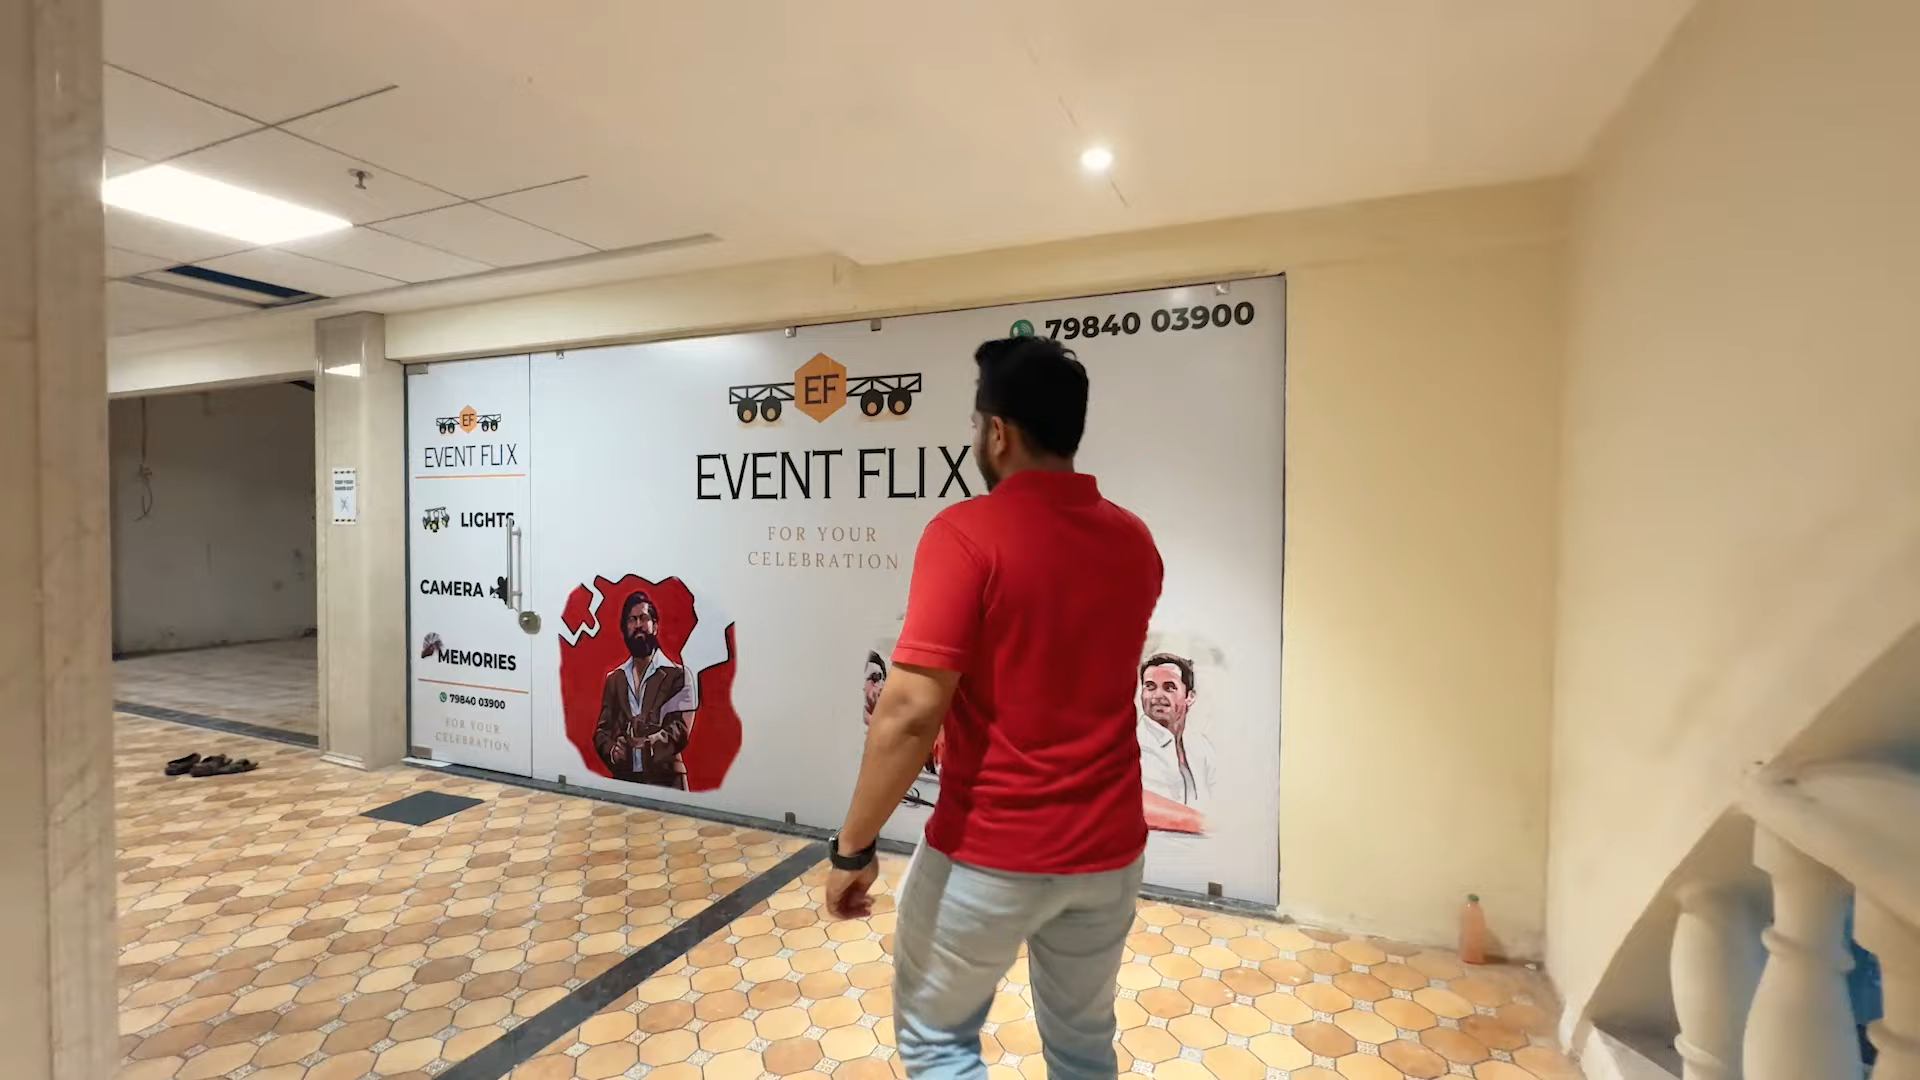 79840 03900
EF
EVENT FLIX
FOR YOUR
CELEBRATION
EF
EVENT FLIX
LIGHTS
CAMERA
MEMORIES
79840 03900
FOR YOUR
CELEBRATION